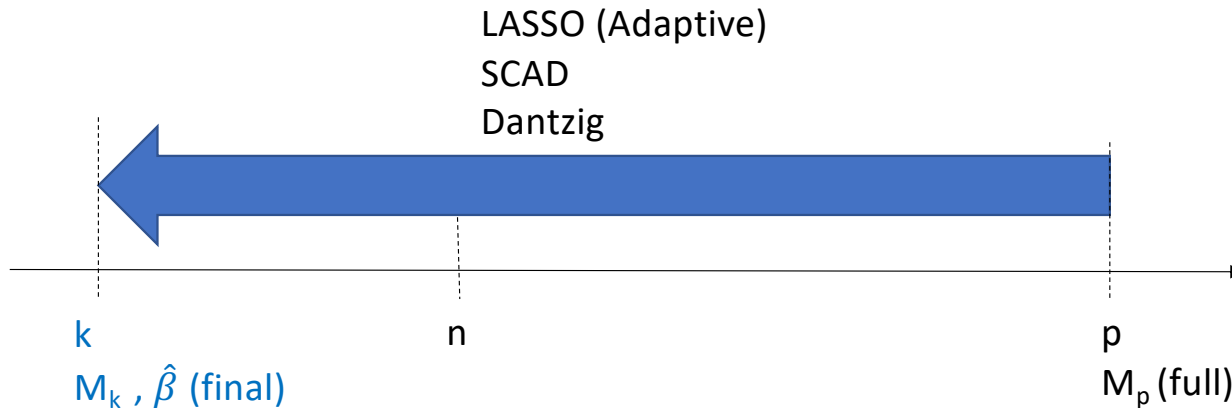 LASSO (Adaptive)
SCAD
Dantzig
k
n
p
Mₖ , β̂ (final)
Mₚ (full)